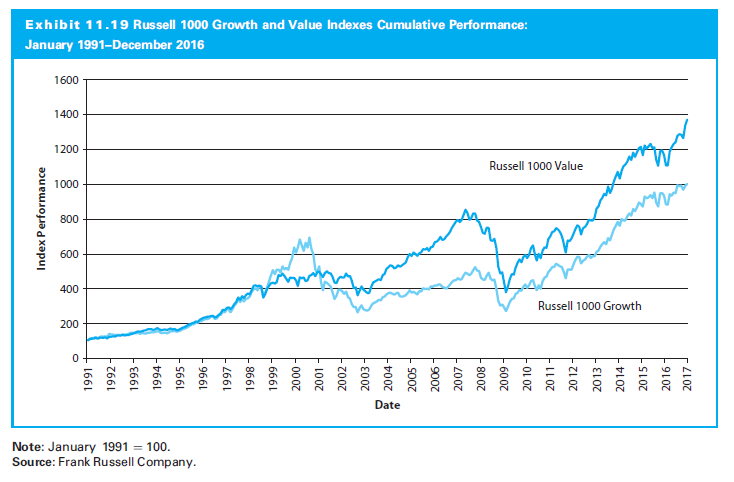 Exhibit 11.19 Russell 1000 Growth and Value Indexes Cumulative Performance:
January 1991–December 2016
1600
1400
1200
1000
800
600
400
200
0
Index Performance
Russell 1000 Value
Russell 1000 Growth
1991 1992 1993 1994 1995 1996 1997 1998 1999 2000 2001 2002 2003 2004 2005 2006 2007 2008 2009 2010 2011 2012 2013 2014 2015 2016 2017
Date
Note: January 1991 = 100.
Source: Frank Russell Company.